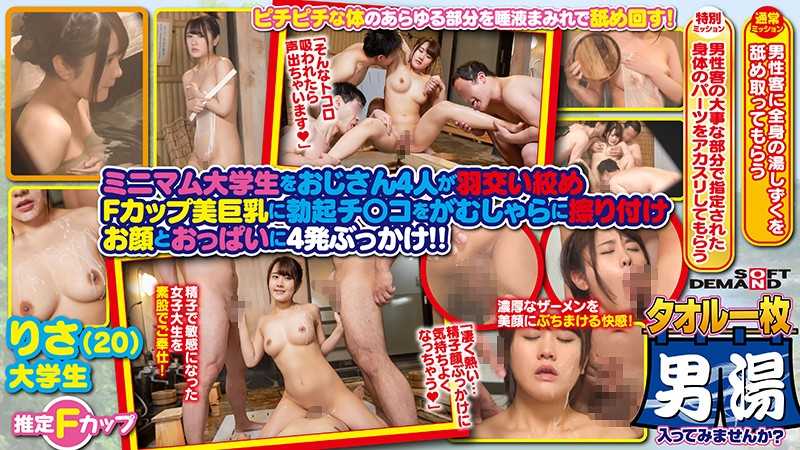 ピチピチな体のあらゆる部分を唾液まみれで舐め回す!
「そんなトコロ
吸われたら
声出ちゃいます♥」
特別
ミッション
男性客の大事な部分で指定された
身体のパーツをアカスリしてもらう
通常
ミッション
男性客に全身の湯しずくを
舐め取ってもらう
ミニマム大学生をおじさん4人が羽交い絞め
Fカップ美巨乳に勃起チ〇コをがむしゃらに擦り付け
お顔とおっぱいに4発ぶっかけ!!
りさ(20)
大学生
推定Fカップ
精子で敏感になった
女子大生を
素股でご奉仕!
「凄く熱い…
精子顔ぶっかけに
気持ちよく
なっちゃう♥」
濃厚なザーメンを
美顔にぶちまける快感!
SOFT
ON
DEMAND
タオル一枚
男湯
入ってみませんか?